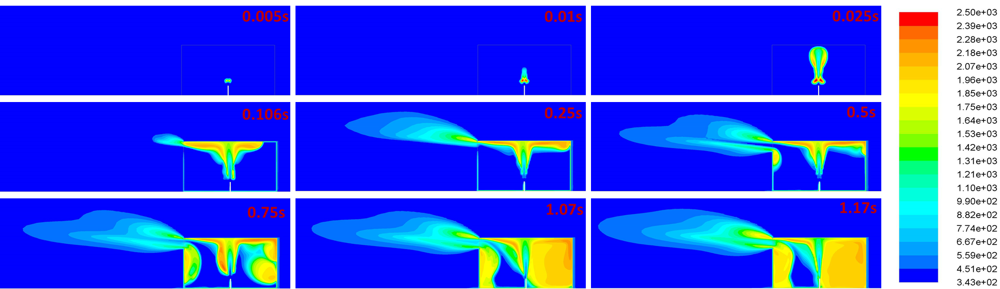 0.005s
0.01s
0.025s
0.106s
0.25s
0.5s
0.75s
1.07s
1.17s
2.50e+03
2.39e+03
2.28e+03
2.18e+03
2.07e+03
1.96e+03
1.85e+03
1.75e+03
1.64e+03
1.53e+03
1.42e+03
1.31e+03
1.21e+03
1.10e+03
9.90e+02
8.82e+02
7.74e+02
6.67e+02
5.59e+02
4.51e+02
3.43e+02